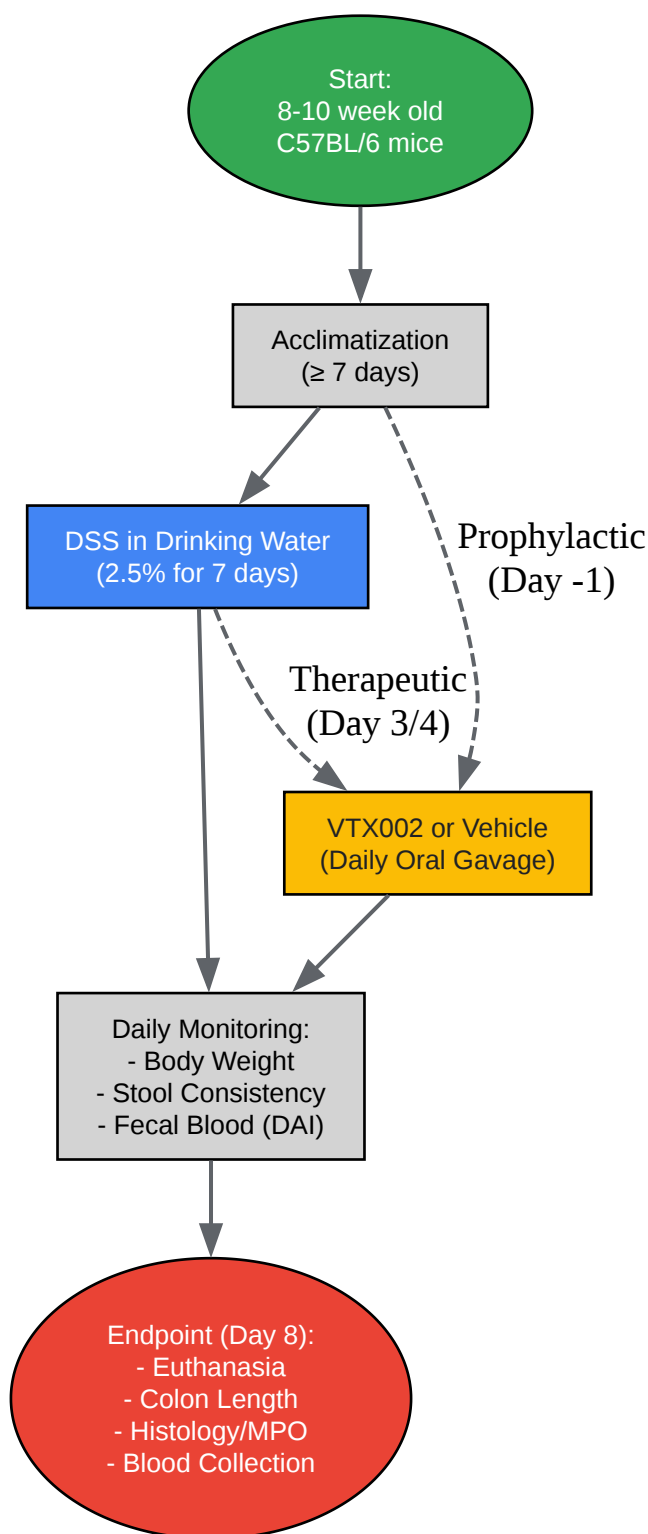 Start:
8-10 week old
C57BL/6 mice
Acclimatization
(≥ 7 days)
DSS in Drinking Water
(2.5% for 7 days)
Prophylactic
(Day -1)
Therapeutic
(Day 3/4)
VTX002 or Vehicle
(Daily Oral Gavage)
Daily Monitoring:
- Body Weight
- Stool Consistency
- Fecal Blood (DAI)
Endpoint (Day 8):
- Euthanasia
- Colon Length
- Histology/MPO
- Blood Collection